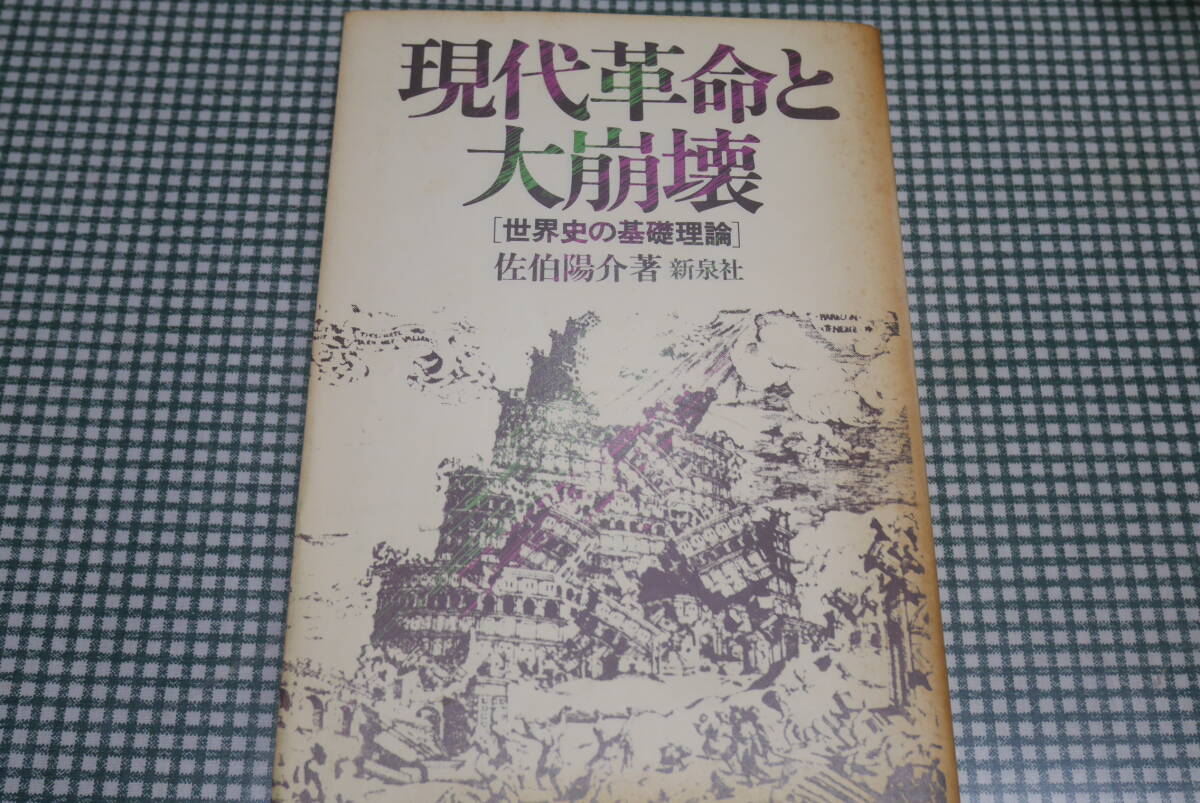 現代革命と
大崩壊
[世界史の基礎理論]
佐伯陽介著 新泉社